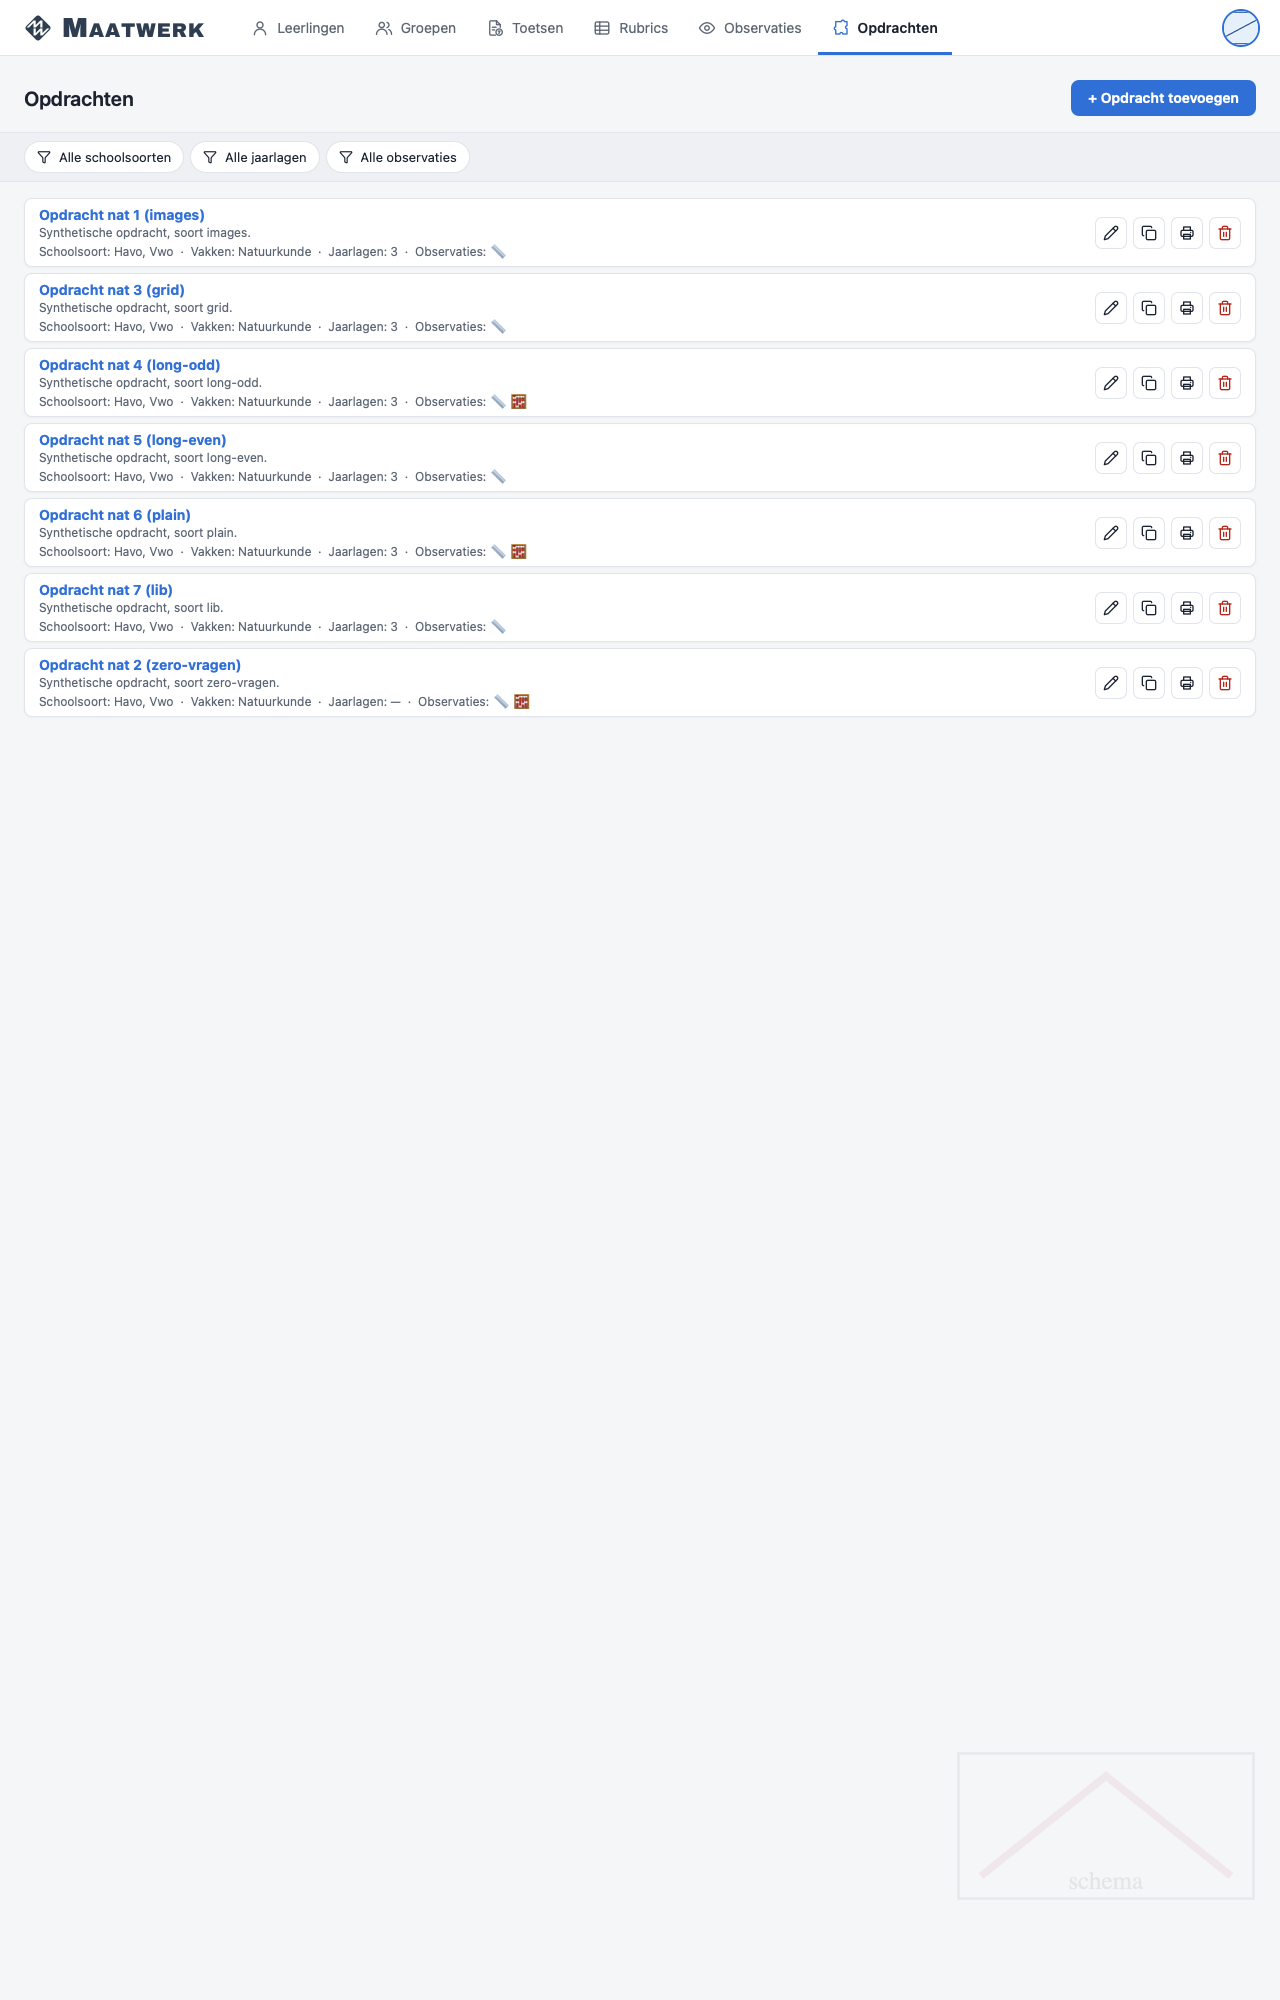 MAATWERK
Leerlingen
Groepen
Toetsen
Rubrics
Observaties
Opdrachten
Opdrachten
+ Opdracht toevoegen
Alle schoolsoorten
Alle jaarlagen
Alle observaties
Opdracht nat 1 (images)
Synthetische opdracht, soort images.
Schoolsoort: Havo, Vwo · Vakken: Natuurkunde · Jaarlagen: 3 · Observaties:
Opdracht nat 3 (grid)
Synthetische opdracht, soort grid.
Schoolsoort: Havo, Vwo · Vakken: Natuurkunde · Jaarlagen: 3 · Observaties:
Opdracht nat 4 (long-odd)
Synthetische opdracht, soort long-odd.
Schoolsoort: Havo, Vwo · Vakken: Natuurkunde · Jaarlagen: 3 · Observaties:
Opdracht nat 5 (long-even)
Synthetische opdracht, soort long-even.
Schoolsoort: Havo, Vwo · Vakken: Natuurkunde · Jaarlagen: 3 · Observaties:
Opdracht nat 6 (plain)
Synthetische opdracht, soort plain.
Schoolsoort: Havo, Vwo · Vakken: Natuurkunde · Jaarlagen: 3 · Observaties:
Opdracht nat 7 (lib)
Synthetische opdracht, soort lib.
Schoolsoort: Havo, Vwo · Vakken: Natuurkunde · Jaarlagen: 3 · Observaties:
Opdracht nat 2 (zero-vragen)
Synthetische opdracht, soort zero-vragen.
Schoolsoort: Havo, Vwo · Vakken: Natuurkunde · Jaarlagen: — · Observaties:
schema